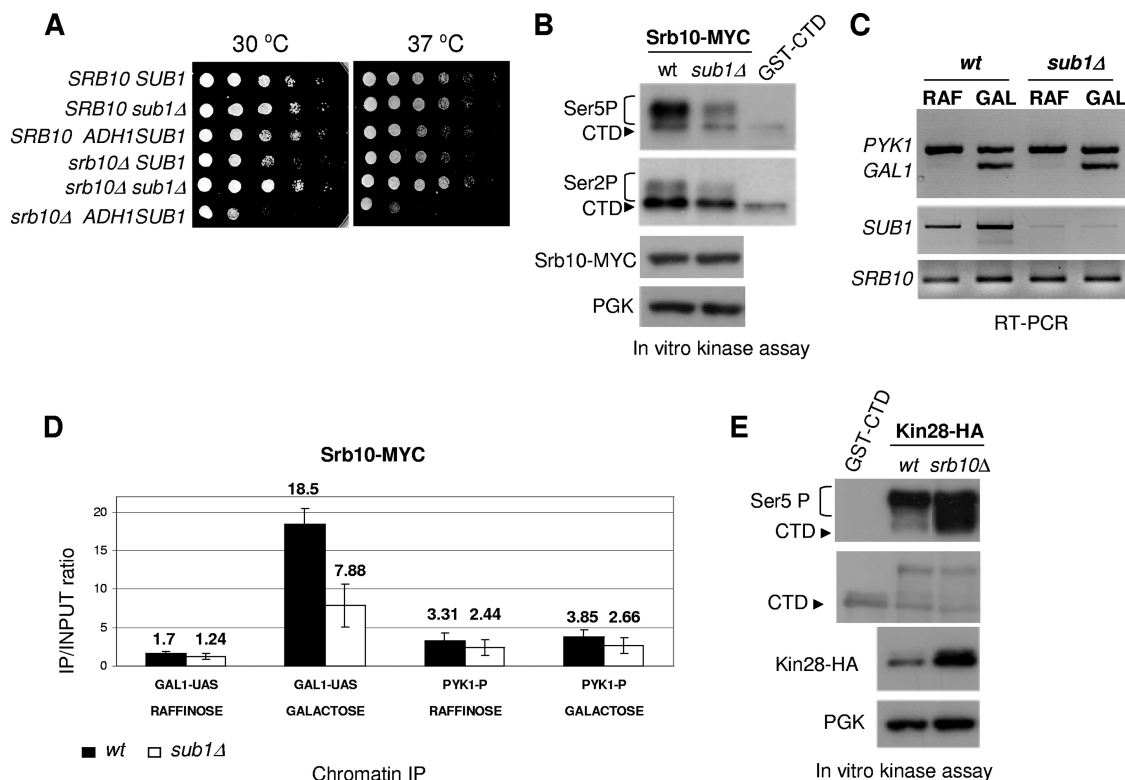 A
30 ºC
37 ºC
SRB10 SUB1
SRB10 sub1Δ
SRB10 ADH1SUB1
srb10Δ SUB1
srb10Δ sub1Δ
srb10Δ ADH1SUB1
B
Srb10-MYC
GST-CTD
wt
sub1Δ
Ser5P
CTD
Ser2P
CTD
Srb10-MYC
PGK
In vitro kinase assay
C
wt
sub1Δ
RAF GAL RAF GAL
PYK1
GAL1
SUB1
SRB10
RT-PCR
D
Srb10-MYC
IP/INPUT ratio
20
15
10
5
0
1.7
1.24
18.5
7.88
3.31
2.44
3.85
2.66
GAL1-UAS
GAL1-UAS
PYK1-P
PYK1-P
RAFFINOSE
GALACTOSE
RAFFINOSE
GALACTOSE
wt
sub1Δ
Chromatin IP
E
GST-CTD
Kin28-HA
wt
srb10Δ
Ser5 P
CTD
CTD
Kin28-HA
PGK
In vitro kinase assay